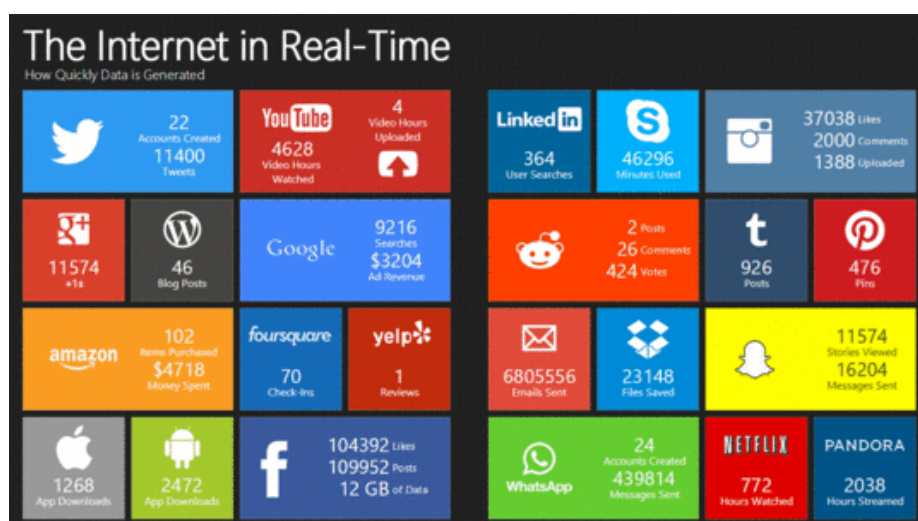 The Internet in Real-Time
How Quickly Data is Generated
22
Accounts Created
11400
Tweets
YouTube
4628
Video Hours
Watched
4
Video Hours
Uploaded
Linked in
364
User Searches
S
46296
Minutes Used
37038 Likes
2000 Comments
1388 Uploaded
g+
11574
+1s
W
46
Blog Posts
Google
9216
Searches
$3204
Ad Revenue
2 Posts
26 Comments
424 Votes
t
926
Posts
P
476
Pins
amazon
102
Items Purchased
$4718
Money Spent
foursquare
70
Check-Ins
yelp
1
Reviews
6805556
Emails Sent
23148
Files Saved
11574
Stories Viewed
16204
Messages Sent
1268
App Downloads
2472
App Downloads
f
104392 Likes
109952 Posts
12 GB of Data
WhatsApp
24
Accounts Created
439814
Messages Sent
NETFLIX
772
Hours Watched
PANDORA
2038
Hours Streamed